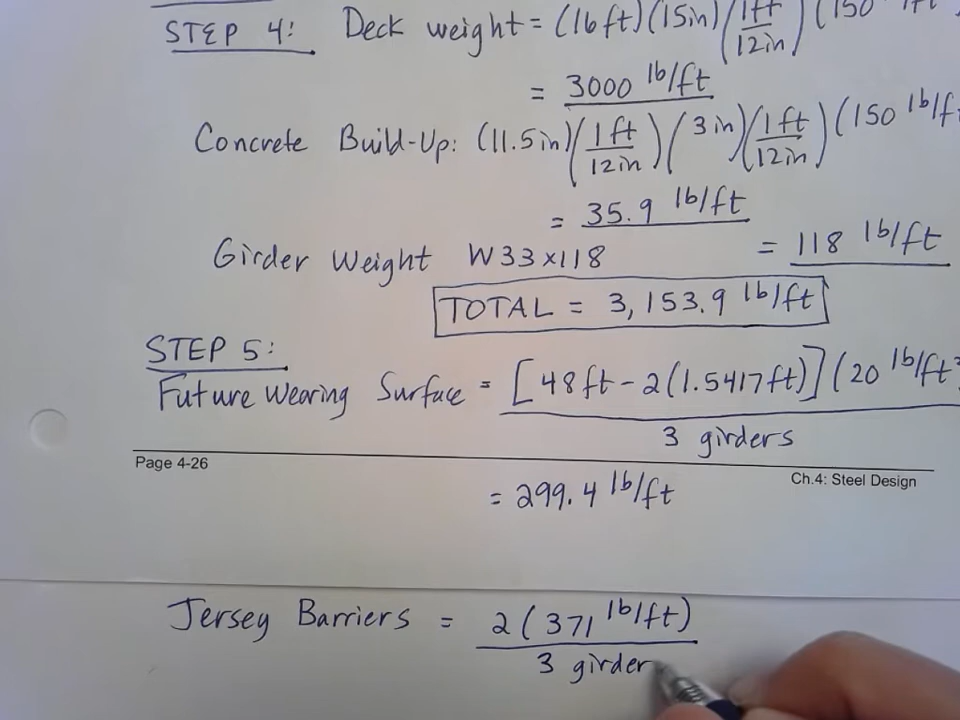 STEP 4: Deck weight = (16ft)(15in)(1ft/12in)(150
= 3000 lb/ft
Concrete Build-Up: (11.5in)(1ft/12in)(3in)(1ft/12in)(150 lb/f
= 35.9 lb/ft
Girder Weight W33x118 = 118 lb/ft
TOTAL = 3,153.9 lb/ft
STEP 5:
Future Wearing Surface = [48ft - 2(1.5417ft)](20 lb/ft²
3 girders
Page 4-26
Ch.4: Steel Design
= 299.4 lb/ft
Jersey Barriers = 2(371 lb/ft)
3 girder